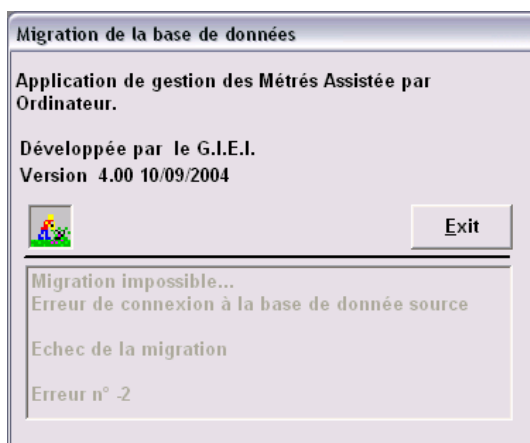 Migration de la base de données
Application de gestion des Métrés Assistée par
Ordinateur.
Développée par le G.I.E.I.
Version 4.00 10/09/2004
Exit
Migration impossible...
Erreur de connexion à la base de donnée source
Echec de la migration
Erreur n° -2